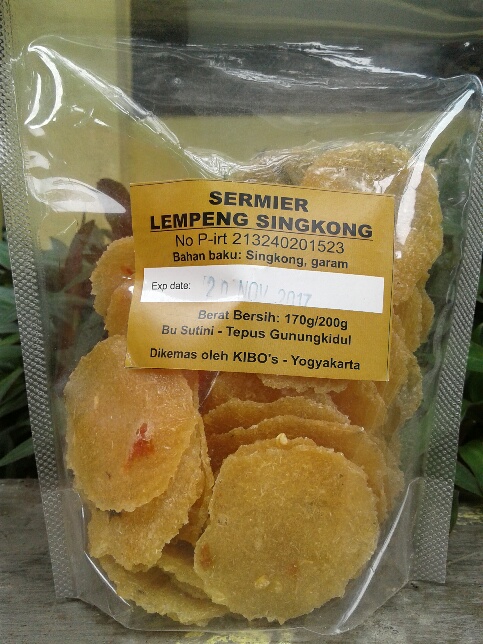 SERMIER
LEMPENG SINGKONG
No P-irt 213240201523
Bahan baku: Singkong, garam
Exp date: 20 NOV 2017
Berat Bersih: 170g/200g
Bu Sutini - Tepus Gunungkidul
Dikemas oleh KIBO's - Yogyakarta